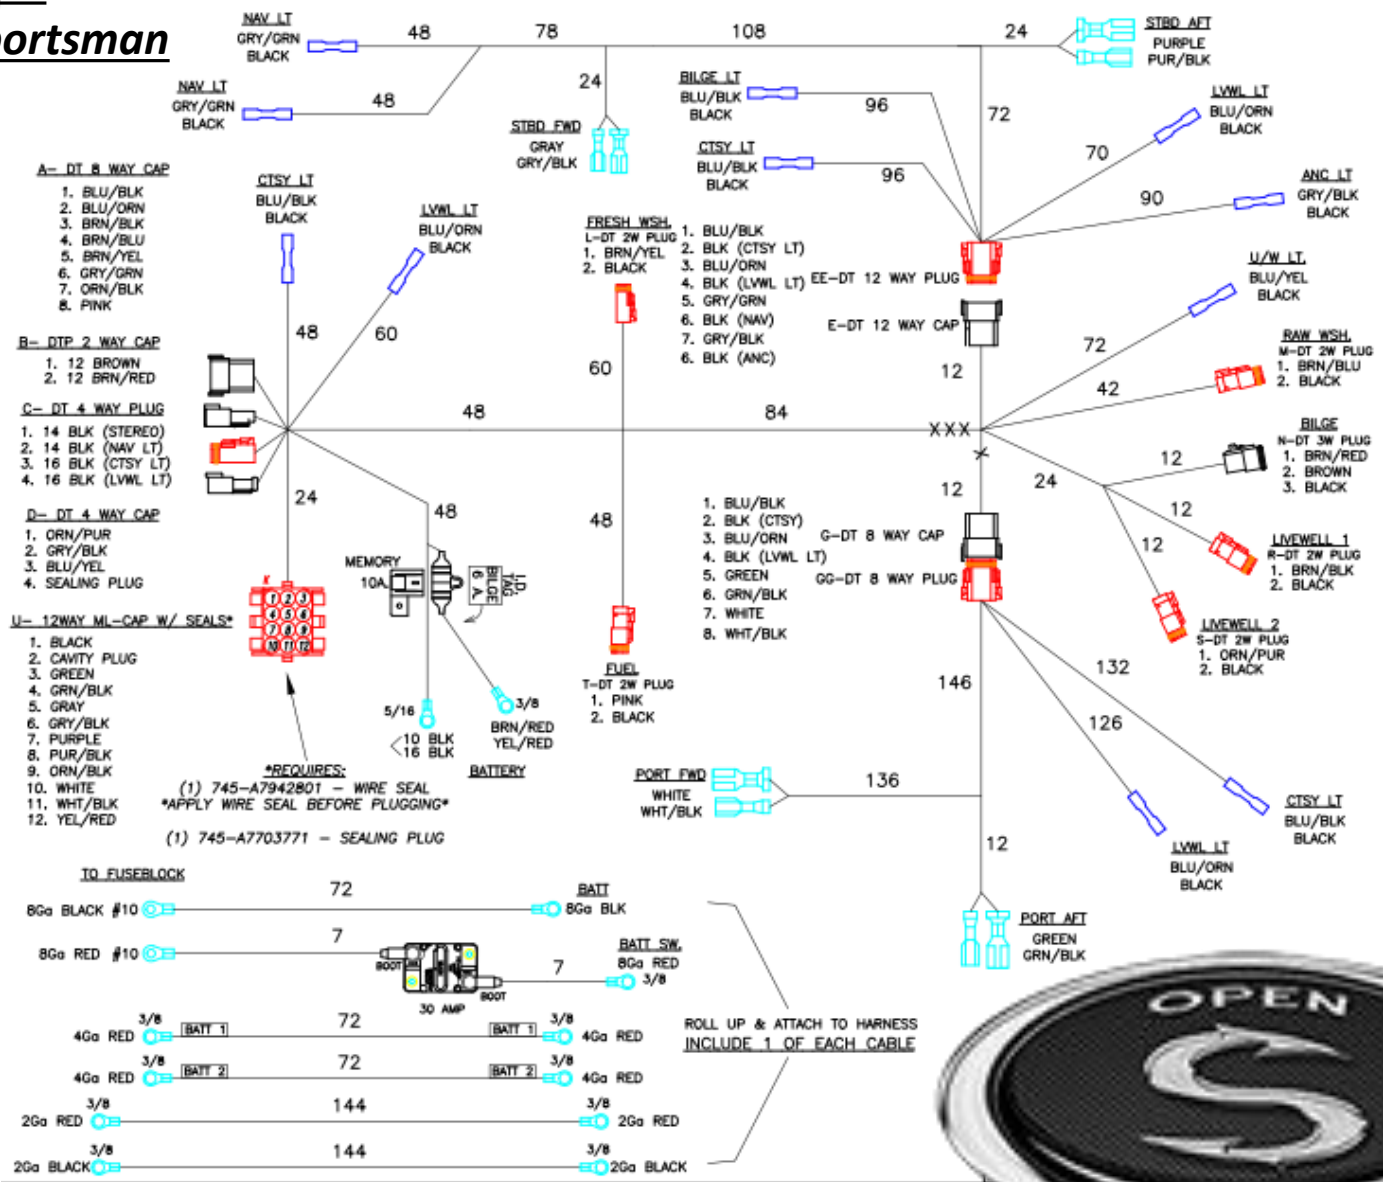 ortsman
NAV LT
GRY/GRN
BLACK
48
78
108
24
STBD AFT
PURPLE
PUR/BLK
NAV LT
GRY/GRN
BLACK
48
24
STBD FWD
GRAY
GRY/BLK
BILGE LT
BLU/BLK
BLACK
96
CTSY LT
BLU/BLK
BLACK
96
72
LVWL LT
BLU/ORN
BLACK
70
ANC LT
GRY/BLK
BLACK
90
A- DT 8 WAY CAP
1. BLU/BLK
2. BLU/ORN
3. BRN/BLK
4. BRN/BLU
5. BRN/YEL
6. GRY/GRN
7. ORN/BLK
8. PINK
CTSY LT
BLU/BLK
BLACK
48
LVWL LT
BLU/ORN
BLACK
60
FRESH WSH.
L-DT 2W PLUG
1. BRN/YEL
2. BLACK
60
1. BLU/BLK
2. BLK (CTSY LT)
3. BLU/ORN
4. BLK (LVWL LT)
5. GRY/GRN
6. BLK (NAV)
7. GRY/BLK
6. BLK (ANC)
EE-DT 12 WAY PLUG
E-DT 12 WAY CAP
12
U/W LT.
BLU/YEL
BLACK
72
RAW WSH.
M-DT 2W PLUG
1. BRN/BLU
2. BLACK
42
B- DTP 2 WAY CAP
1. 12 BROWN
2. 12 BRN/RED
C- DT 4 WAY PLUG
1. 14 BLK (STEREO)
2. 14 BLK (NAV LT)
3. 16 BLK (CTSY LT)
4. 16 BLK (LVWL LT)
48
84
XXX
X
BILGE
N-DT 3W PLUG
1. BRN/RED
2. BROWN
3. BLACK
12
24
12
12
12
D- DT 4 WAY CAP
1. ORN/PUR
2. GRY/BLK
3. BLU/YEL
4. SEALING PLUG
24
48
MEMORY
10A.
I.D.
TAG
BILGE
6 A.
48
1. BLU/BLK
2. BLK (CTSY)
3. BLU/ORN
4. BLK (LVWL LT)
5. GREEN
6. GRN/BLK
7. WHITE
8. WHT/BLK
G-DT 8 WAY CAP
GG-DT 8 WAY PLUG
LIVEWELL 1
R-DT 2W PLUG
1. BRN/BLK
2. BLACK
LIVEWELL 2
S-DT 2W PLUG
1. ORN/PUR
2. BLACK
U- 12WAY ML-CAP W/ SEALS*
1. BLACK
2. CAVITY PLUG
3. GREEN
4. GRN/BLK
5. GRAY
6. GRY/BLK
7. PURPLE
8. PUR/BLK
9. ORN/BLK
10. WHITE
11. WHT/BLK
12. YEL/RED
K
1 2 3
4 5 6
7 8 9
10 11 12
5/16
10 BLK
16 BLK
3/8
BRN/RED
YEL/RED
BATTERY
FUEL
T-DT 2W PLUG
1. PINK
2. BLACK
146
132
126
*REQUIRES:
(1) 745-A7942801 - WIRE SEAL
*APPLY WIRE SEAL BEFORE PLUGGING*
(1) 745-A7703771 - SEALING PLUG
PORT FWD
WHITE
WHT/BLK
136
12
CTSY LT
BLU/BLK
BLACK
LVWL LT
BLU/ORN
BLACK
PORT AFT
GREEN
GRN/BLK
TO FUSEBLOCK
8Ga BLACK #10
72
BATT
8Ga BLK
8Ga RED #10
7
BOOT
30 AMP
BOOT
7
BATT SW.
8Ga RED
3/8
3/8
4Ga RED
BATT 1
72
BATT 1
3/8
4Ga RED
3/8
4Ga RED
BATT 2
72
BATT 2
3/8
4Ga RED
3/8
2Ga RED
144
3/8
2Ga RED
3/8
2Ga BLACK
144
3/8
2Ga BLACK
ROLL UP & ATTACH TO HARNESS
INCLUDE 1 OF EACH CABLE
OPEN